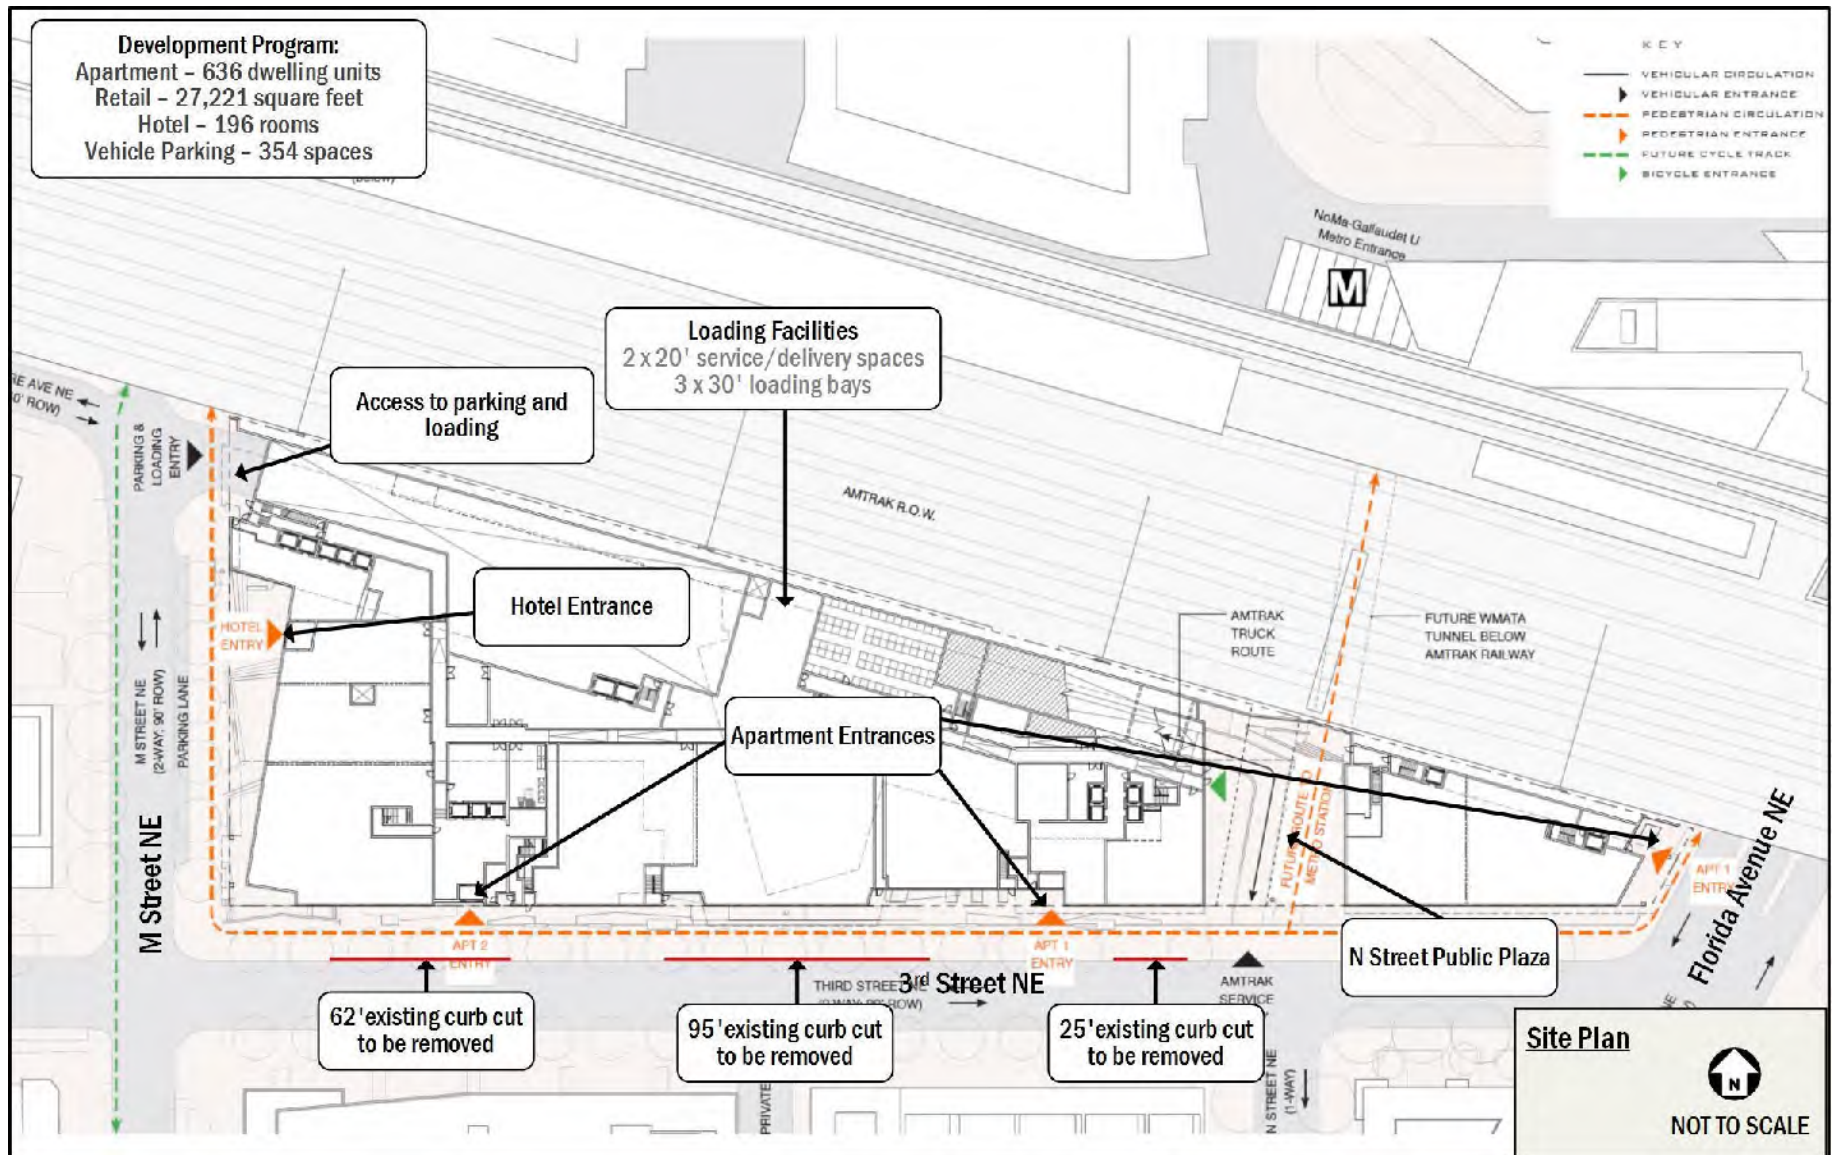 Development Program:
Apartment – 636 dwelling units
Retail – 27,221 square feet
Hotel – 196 rooms
Vehicle Parking – 354 spaces
KEY
VEHICULAR CIRCULATION
VEHICULAR ENTRANCE
PEDESTRIAN CIRCULATION
PEDESTRIAN ENTRANCE
FUTURE CYCLE TRACK
BICYCLE ENTRANCE
NoMa-Gallaudet U
Metro Entrance
M
Loading Facilities
2 x 20' service/delivery spaces
3 x 30' loading bays
Access to parking and
loading
AVE NE
ROW)
PARKING &
LOADING
ENTRY
AMTRAK R.O.W.
Hotel Entrance
HOTEL
ENTRY
AMTRAK
TRUCK
ROUTE
FUTURE WMATA
TUNNEL BELOW
AMTRAK RAILWAY
M STREET NE
(2-WAY: 90' ROW)
PARKING LANE
Apartment Entrances
FUTURE ROUTE TO
METRO STATION
M Street NE
APT 1
ENTRY
Florida Avenue NE
N Street Public Plaza
APT 2
ENTRY
APT 1
ENTRY
THIRD STREET NE
3rd Street NE
AMTRAK
SERVICE
62' existing curb cut
to be removed
95' existing curb cut
to be removed
25' existing curb cut
to be removed
PRIVATE
N STREET NE
(1-WAY)
Site Plan
N
NOT TO SCALE